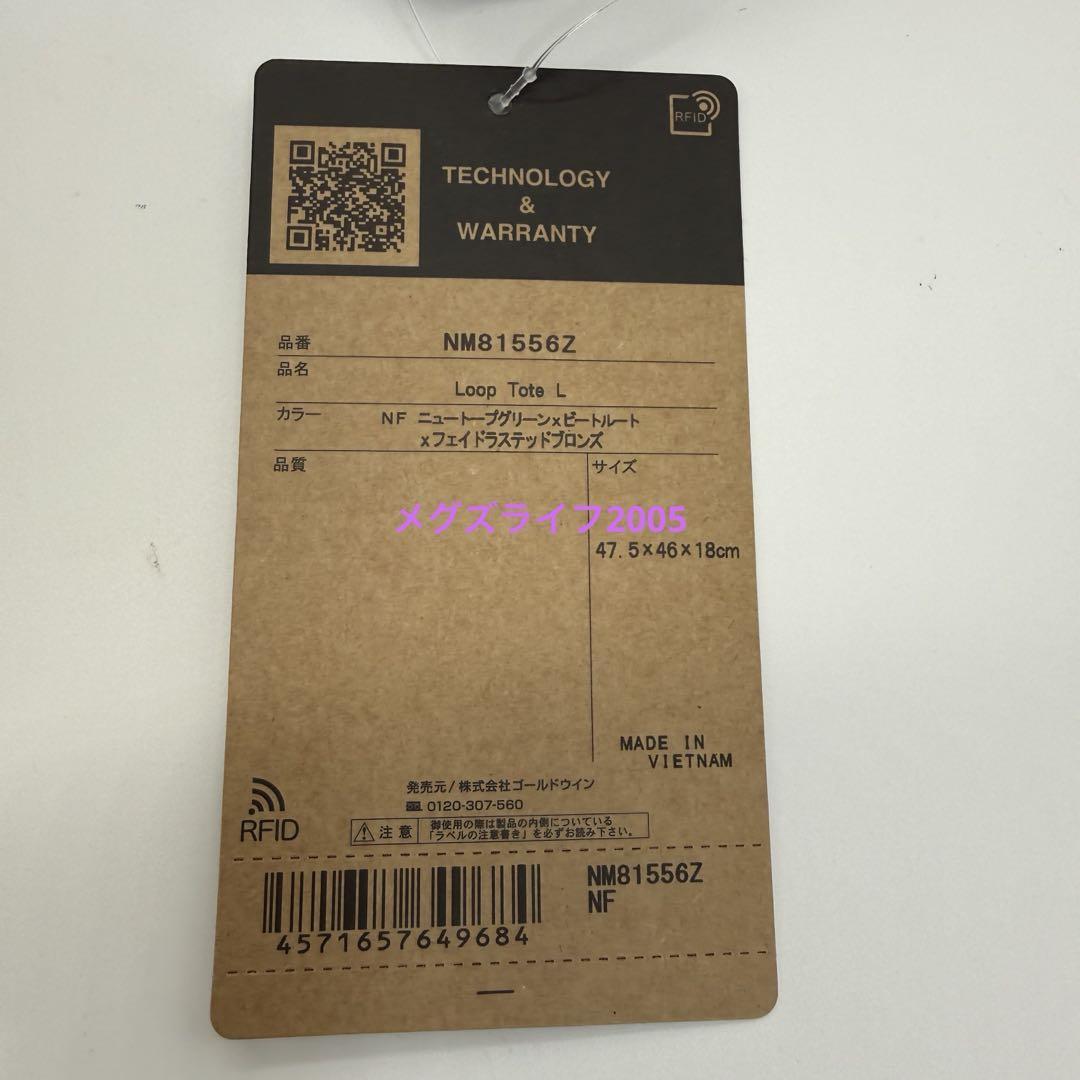 RFiD
TECHNOLOGY
&
WARRANTY
品番 NM81556Z
品名
Loop Tote L
カラー NF ニュートープグリーンxビートルート
xフェイドラステッドブロンズ
品質 サイズ
メグズライフ2005
47.5×46×18cm
MADE IN
VIETNAM
発売元/株式会社ゴールドウイン
0120-307-560
RFID
注意 御使用の際は製品の内側についている
「ラベルの注意書き」を必ずお読み下さい。
NM81556Z
NF
4571657649684